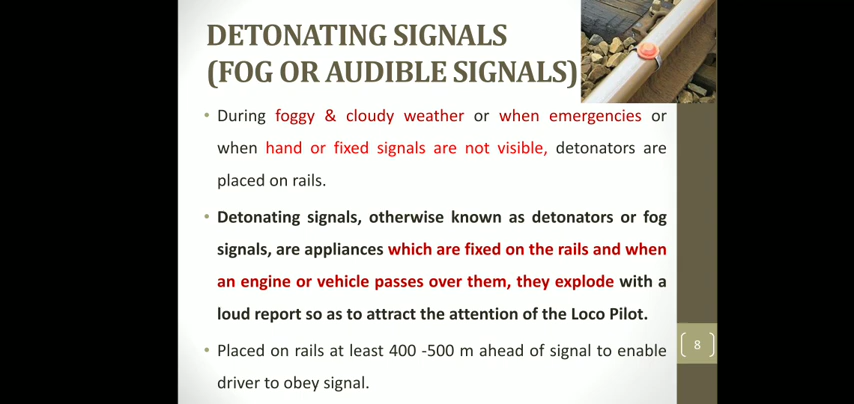 DETONATING SIGNALS
(FOG OR AUDIBLE SIGNALS)
• During foggy & cloudy weather or when emergencies or
when hand or fixed signals are not visible, detonators are
placed on rails.
• Detonating signals, otherwise known as detonators or fog
signals, are appliances which are fixed on the rails and when
an engine or vehicle passes over them, they explode with a
loud report so as to attract the attention of the Loco Pilot.
• Placed on rails at least 400 -500 m ahead of signal to enable
driver to obey signal.
8